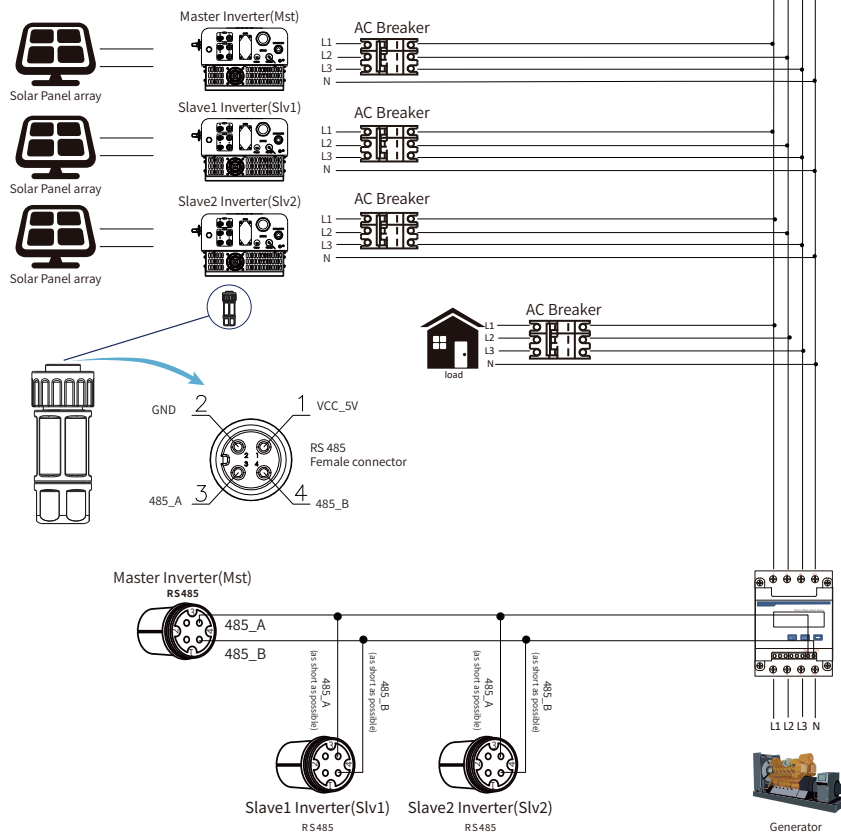 Master Inverter(Mst)
AC Breaker
L1
L2
L3
N
Solar Panel array
Slave1 Inverter(Slv1)
AC Breaker
L1
L2
L3
N
Solar Panel array
Slave2 Inverter(Slv2)
AC Breaker
L1
L2
L3
N
Solar Panel array
AC Breaker
L1
L2
L3
N
load
GND
2
1
VCC_5V
2
1
3
4
RS 485
Female connector
485_A
3
4
485_B
Master Inverter(Mst)
RS485
485_A
485_B
485_A
(as short as possible)
485_B
(as short as possible)
485_A
(as short as possible)
485_B
(as short as possible)
L1 L2 L3 N
Slave1 Inverter(Slv1)
RS485
Slave2 Inverter(Slv2)
RS485
Generator